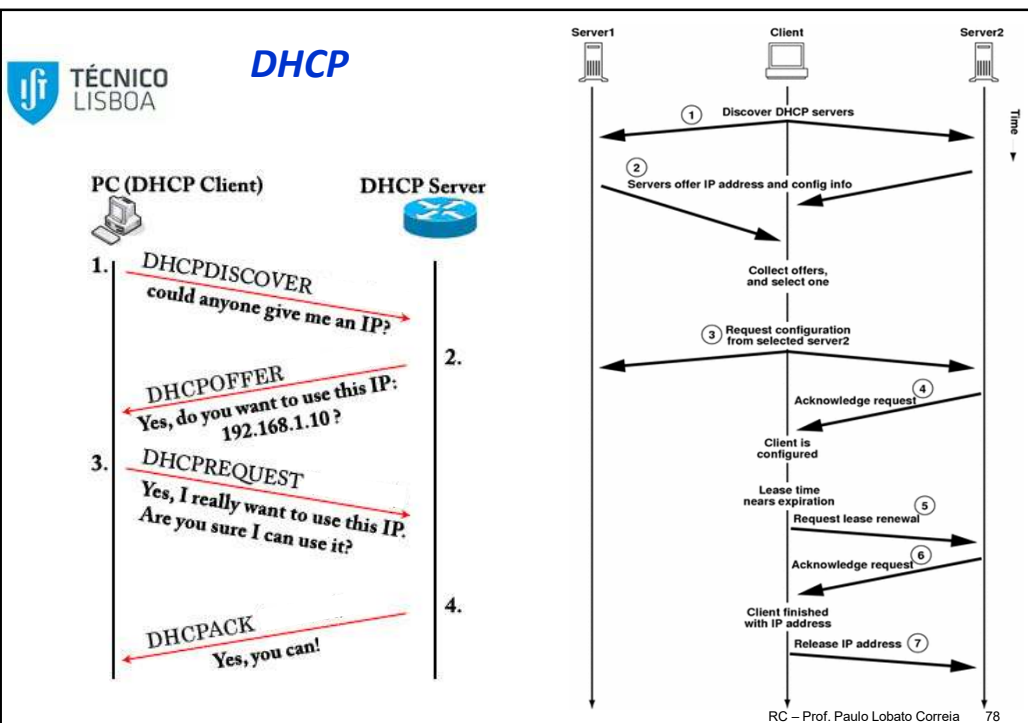 TÉCNICO
LISBOA
DHCP
PC (DHCP Client)
DHCP Server
1.
DHCPDISCOVER
could anyone give me an IP?
2.
DHCPOFFER
Yes, do you want to use this IP:
192.168.1.10 ?
3.
DHCPREQUEST
Yes, I really want to use this IP.
Are you sure I can use it?
4.
DHCPACK
Yes, you can!
Server1
Client
Server2
Time
1 Discover DHCP servers
2
Servers offer IP address and config info
Collect offers,
and select one
3 Request configuration
from selected server2
4
Acknowledge request
Client is
configured
Lease time
nears expiration
5
Request lease renewal
6
Acknowledge request
Client finished
with IP address
Release IP address 7
RC – Prof. Paulo Lobato Correia 78